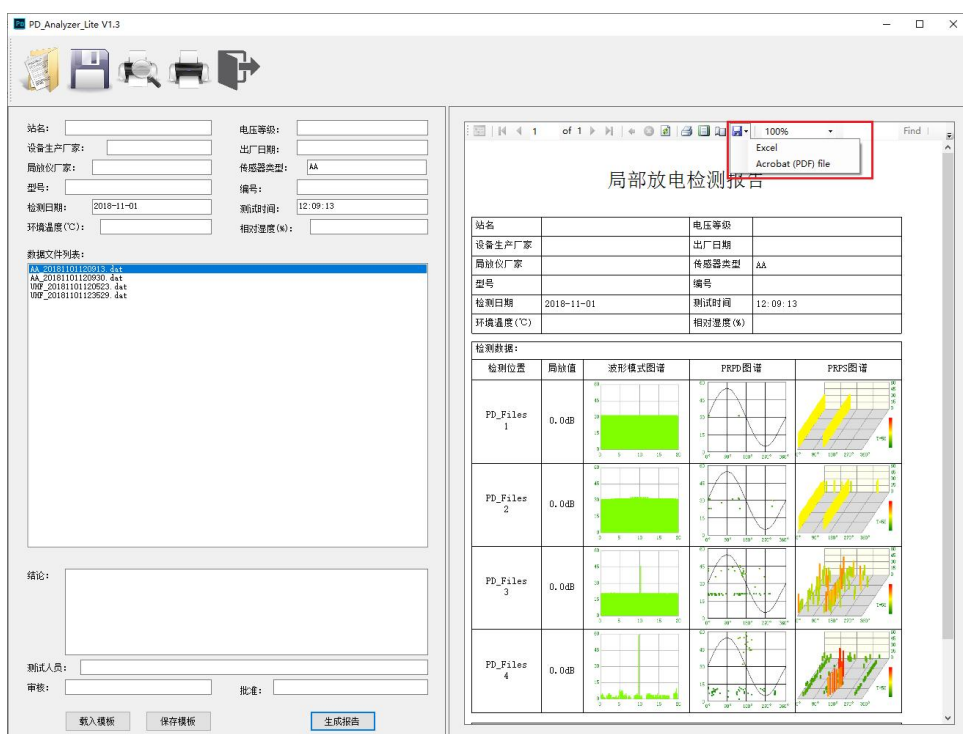 PD_Analyzer_Lite V1.3
站名：
电压等级：
设备生产厂家：
出厂日期：
局放仪厂家：
传感器类型： AA
型号：
编号：
检测日期： 2018-11-01
测试时间： 12:09:13
环境温度(℃)：
相对湿度(%)：
数据文件列表：
AA_20181101120913.dat
AA_20181101120930.dat
UHF_20181101120523.dat
UHF_20181101123529.dat
结论：
测试人员：
审核：
批准：
载入模板 保存模板 生成报告
1 of 1 100% Find
Excel
Acrobat (PDF) file
局部放电检测报告
站名 电压等级
设备生产厂家 出厂日期
局放仪厂家 传感器类型 AA
型号 编号
检测日期 2018-11-01 测试时间 12:09:13
环境温度(℃) 相对湿度(%)
检测数据：
检测位置 局放值 波形模式图谱 PRPD图谱 PRPS图谱
PD_Files
1
0.0dB
PD_Files
2
0.0dB
PD_Files
3
0.0dB
PD_Files
4
0.0dB